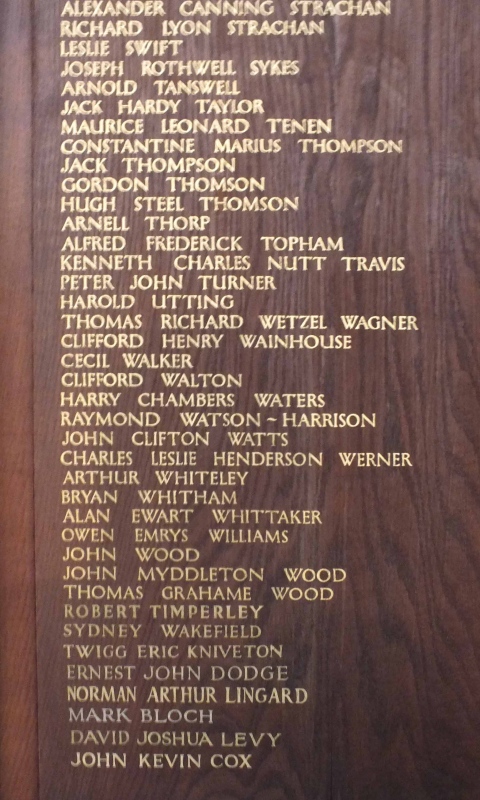 ALEXANDER CANNING STRACHAN
RICHARD LYON STRACHAN
LESLIE SWIFT
JOSEPH ROTHWELL SYKES
ARNOLD TANSWELL
JACK HARDY TAYLOR
MAURICE LEONARD TENEN
CONSTANTINE MARIUS THOMPSON
JACK THOMPSON
GORDON THOMSON
HUGH STEEL THOMSON
ARNELL THORP
ALFRED FREDERICK TOPHAM
KENNETH CHARLES NUTT TRAVIS
PETER JOHN TURNER
HAROLD UTTING
THOMAS RICHARD WETZEL WAGNER
CLIFFORD HENRY WAINHOUSE
CECIL WALKER
CLIFFORD WALTON
HARRY CHAMBERS WATERS
RAYMOND WATSON~HARRISON
JOHN CLIFTON WATTS
CHARLES LESLIE HENDERSON WERNER
ARTHUR WHITELEY
BRYAN WHITHAM
ALAN EWART WHITTAKER
OWEN EMRYS WILLIAMS
JOHN WOOD
JOHN MYDDLETON WOOD
THOMAS GRAHAME WOOD
ROBERT TIMPERLEY
SYDNEY WAKEFIELD
TWIGG ERIC KNIVETON
ERNEST JOHN DODGE
NORMAN ARTHUR LINGARD
MARK BLOCH
DAVID JOSHUA LEVY
JOHN KEVIN COX